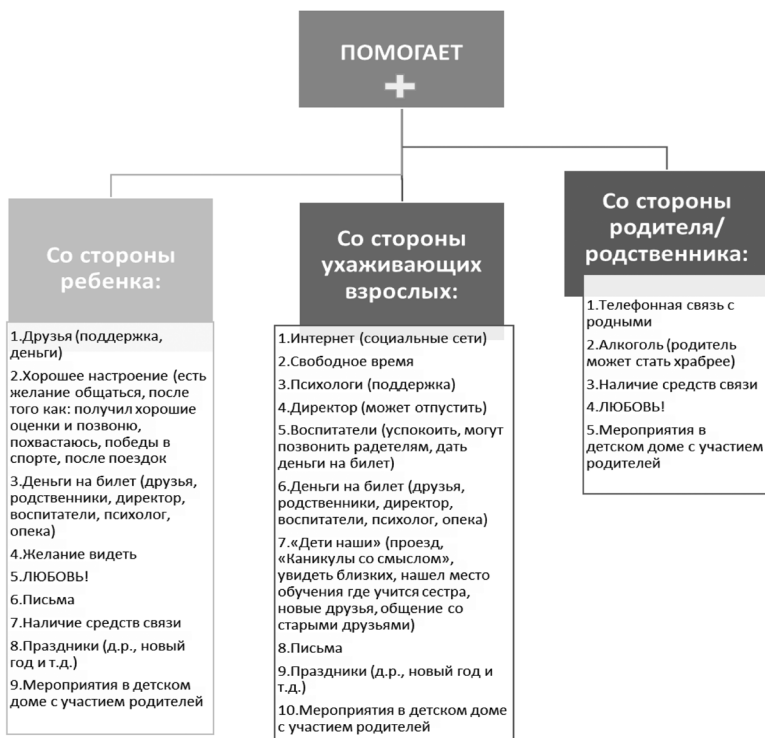 ПОМОГАЕТ
Со стороны
ребенка:
1.Друзья (поддержка,
деньги)
2.Хорошее настроение (есть
желание общаться, после
того как: получил хорошие
оценки и позвоню,
похвастаюсь, победы в
спорте, после поездок
3.Деньги на билет (друзья,
родственники, директор,
воспитатели, психолог,
опека)
4.Желание видеть
5.ЛЮБОВЬ!
6.Письма
7.Наличие средств связи
8.Праздники (д.р., новый
год и т.д.)
9.Мероприятия в детском
доме с участием родителей
Со стороны
ухаживающих
взрослых:
1.Интернет (социальные сети)
2.Свободное время
3.Психологи (поддержка)
4.Директор (может отпустить)
5.Воспитатели (успокоить, могут
позвонить радетелям, дать
деньги на билет)
6.Деньги на билет (друзья,
родственники, директор,
воспитатели, психолог, опека)
7.«Дети наши» (проезд,
«Каникулы со смыслом»,
увидеть близких, нашел место
обучения где учится сестра,
новые друзья, общение со
старыми друзьями)
8.Письма
9.Праздники (д.р., новый год и
т.д.)
10.Мероприятия в детском доме
с участием родителей
Со стороны
родителя/
родственника:
1.Телефонная связь с
родными
2.Алкоголь (родитель
может стать храбрее)
3.Наличие средств связи
4.ЛЮБОВЬ!
5.Мероприятия в
детском доме с участием
родителей